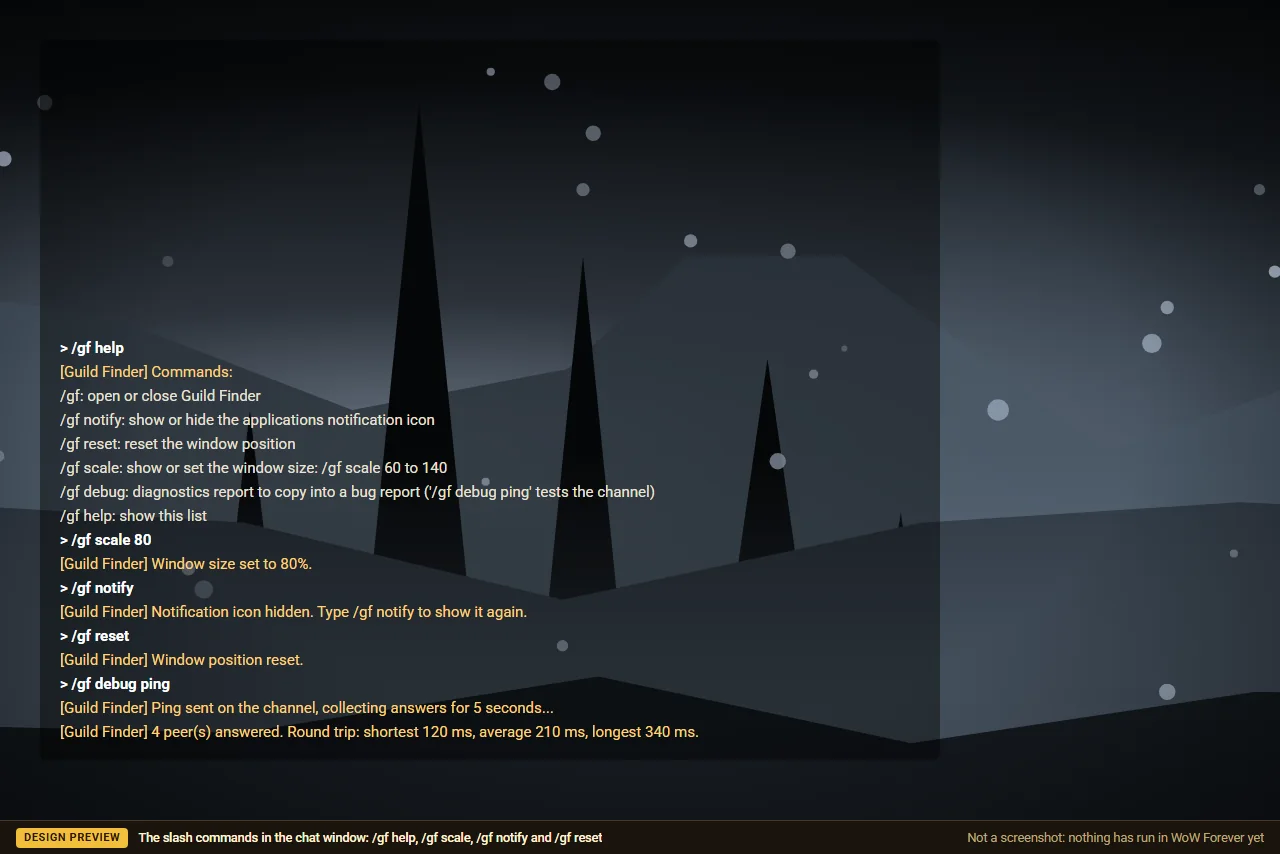 > /gf help
[Guild Finder] Commands:
/gf: open or close Guild Finder
/gf notify: show or hide the applications notification icon
/gf reset: reset the window position
/gf scale: show or set the window size: /gf scale 60 to 140
/gf debug: diagnostics report to copy into a bug report ('/gf debug ping' tests the channel)
/gf help: show this list
> /gf scale 80
[Guild Finder] Window size set to 80%.
> /gf notify
[Guild Finder] Notification icon hidden. Type /gf notify to show it again.
> /gf reset
[Guild Finder] Window position reset.
> /gf debug ping
[Guild Finder] Ping sent on the channel, collecting answers for 5 seconds...
[Guild Finder] 4 peer(s) answered. Round trip: shortest 120 ms, average 210 ms, longest 340 ms.
DESIGN PREVIEW The slash commands in the chat window: /gf help, /gf scale, /gf notify and /gf reset Not a screenshot: nothing has run in WoW Forever yet